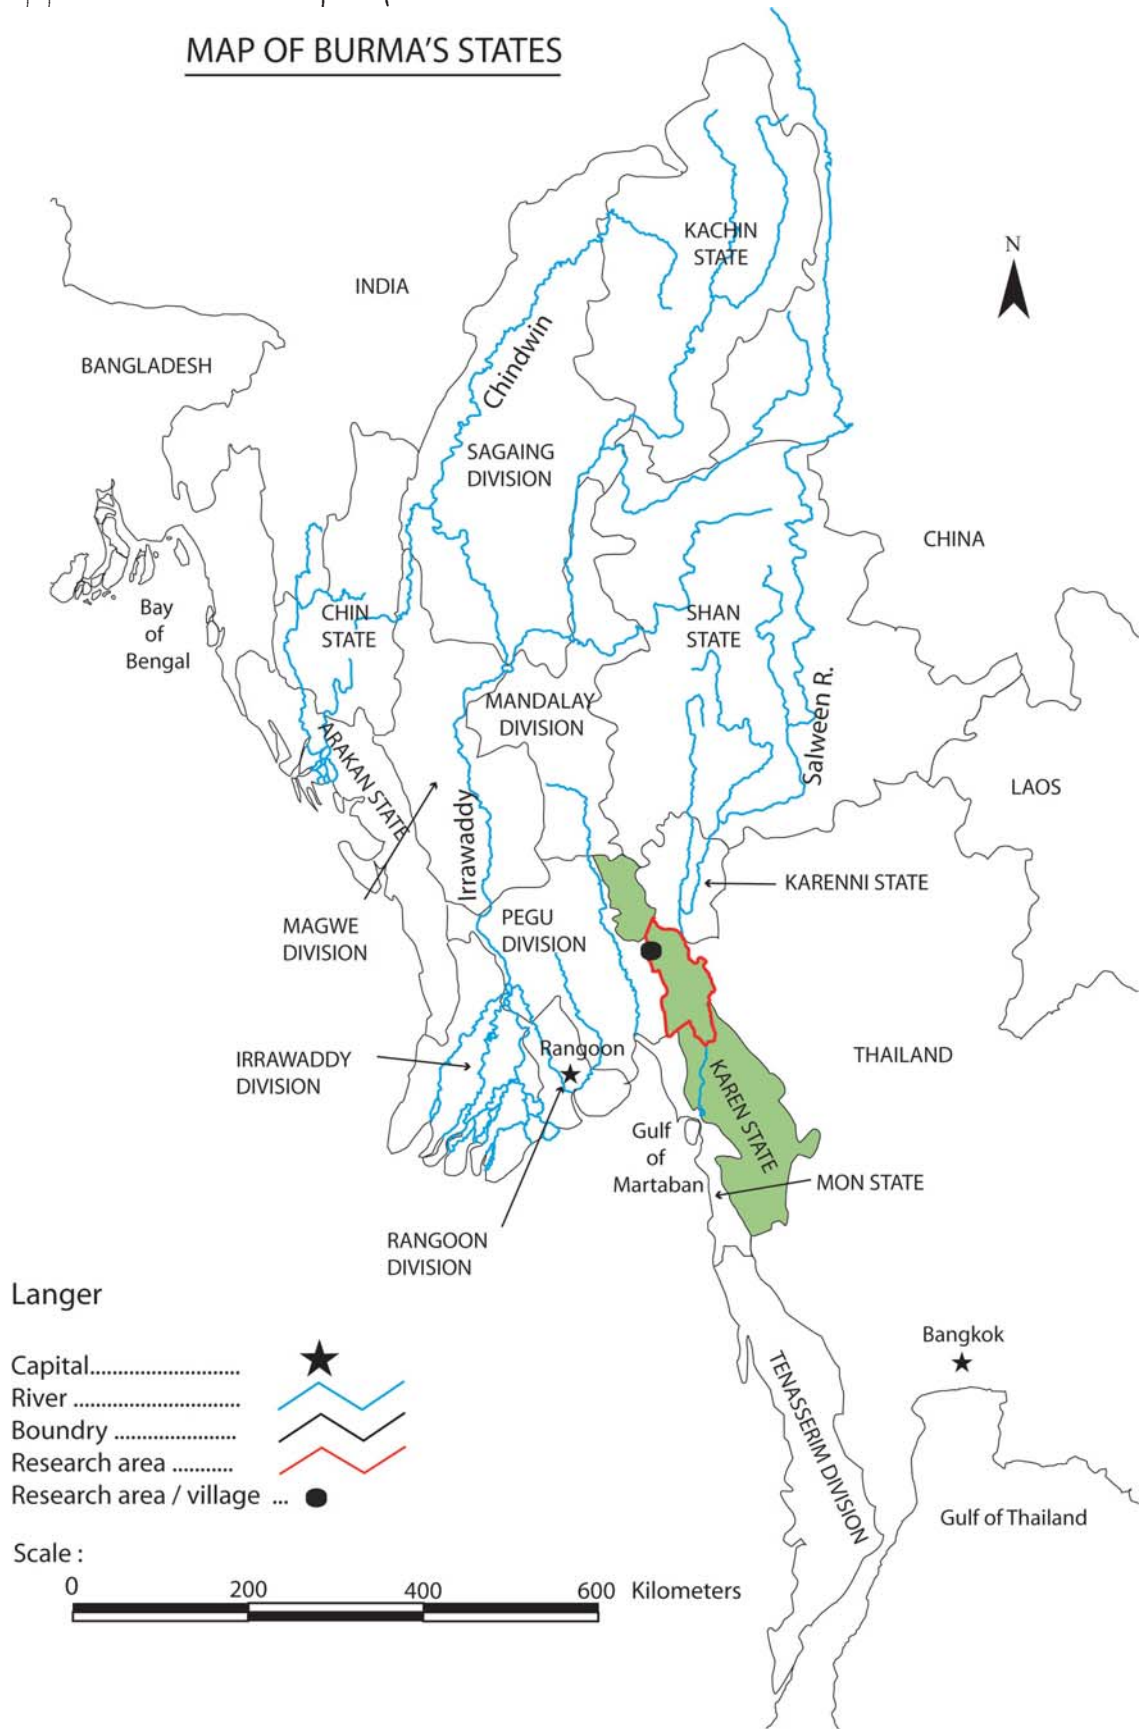 MAP OF BURMA'S STATES
KACHIN
STATE
N
INDIA
BANGLADESH
Chindwin
SAGAING
DIVISION
CHINA
Bay
of
Bengal
CHIN
STATE
SHAN
STATE
MANDALAY
DIVISION
Salween R.
ARAKAN STATE
LAOS
Irrawaddy
KARENNI STATE
MAGWE
DIVISION
PEGU
DIVISION
IRRAWADDY
DIVISION
Rangoon
THAILAND
KAREN STATE
Gulf
of
Martaban
MON STATE
RANGOON
DIVISION
Langer
Capital...........................
River ..............................
Boundry ......................
Research area ...........
Research area / village ...
Bangkok
TENASSERIM DIVISION
Gulf of Thailand
Scale :
0 200 400 600 Kilometers